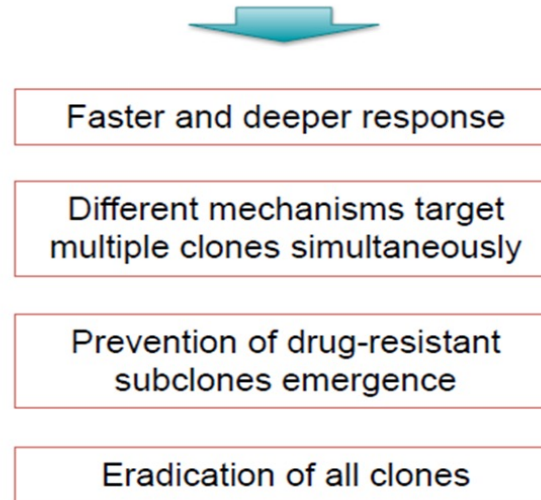 Faster and deeper response
Different mechanisms target
multiple clones simultaneously
Prevention of drug-resistant
subclones emergence
Eradication of all clones